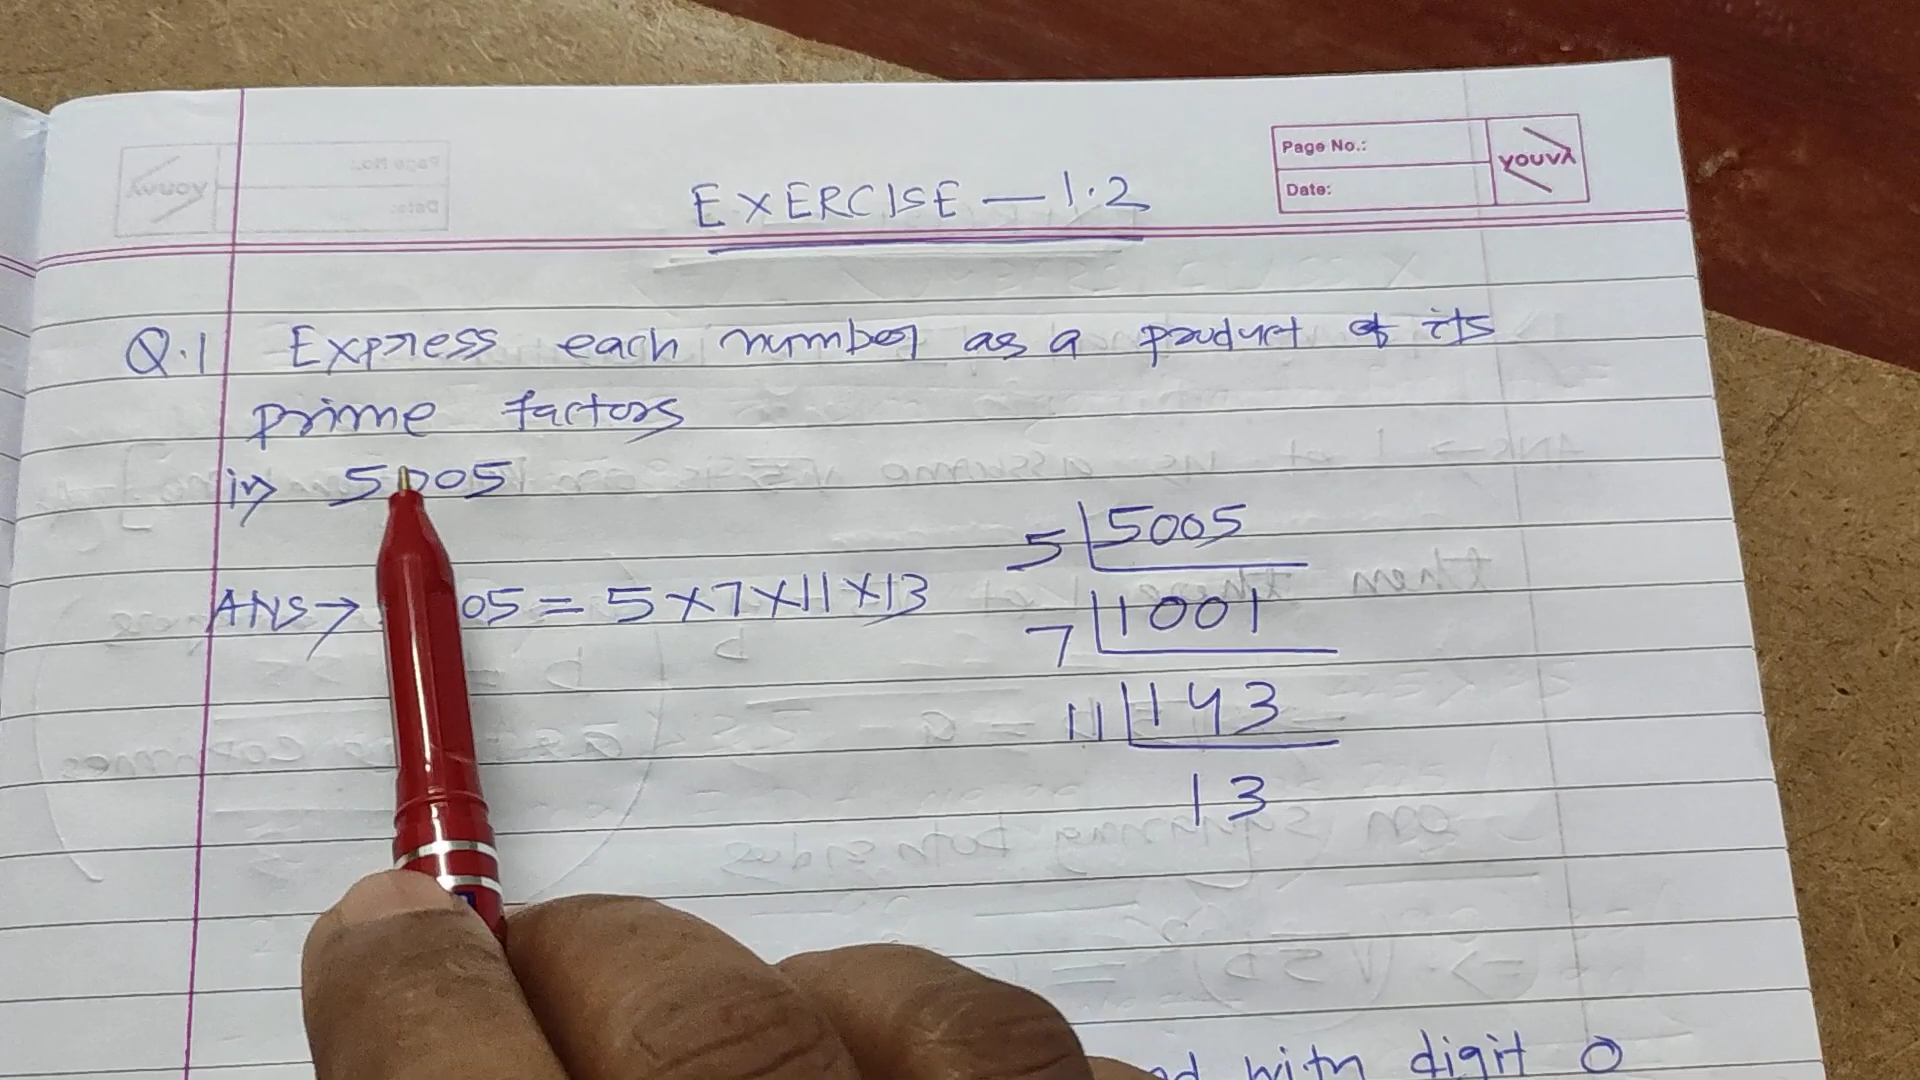 Page No.:
Date:
YOUVA
EXERCISE — 1.2
Q.1 Express each number as a product of its
prime factors
iv) 5005
ANS → 05 = 5 × 7 × 11 × 13
5 | 5005
7 | 1001
11 | 143
13
with digit 0